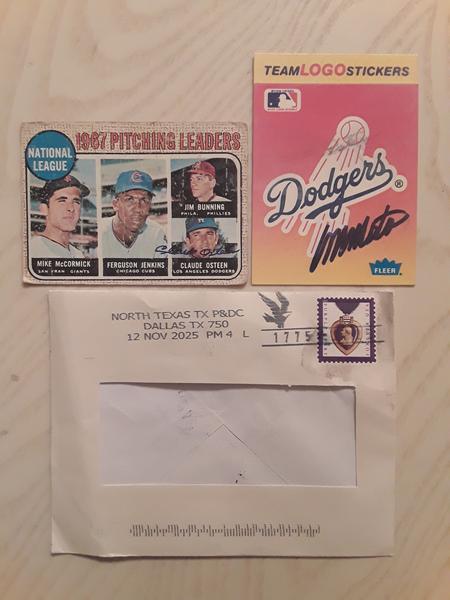 1967 PITCHING LEADERS
NATIONAL
LEAGUE
JIM BUNNING
PHILA. PHILLIES
MIKE McCORMICK
SAN FRAN GIANTS
FERGUSON JENKINS
CHICAGO CUBS
CLAUDE OSTEEN
LOS ANGELES DODGERS
TEAM LOGO STICKERS
Dodgers®
FLEER
NORTH TEXAS TX P&DC
DALLAS TX 750
12 NOV 2025 PM 4 L
1775